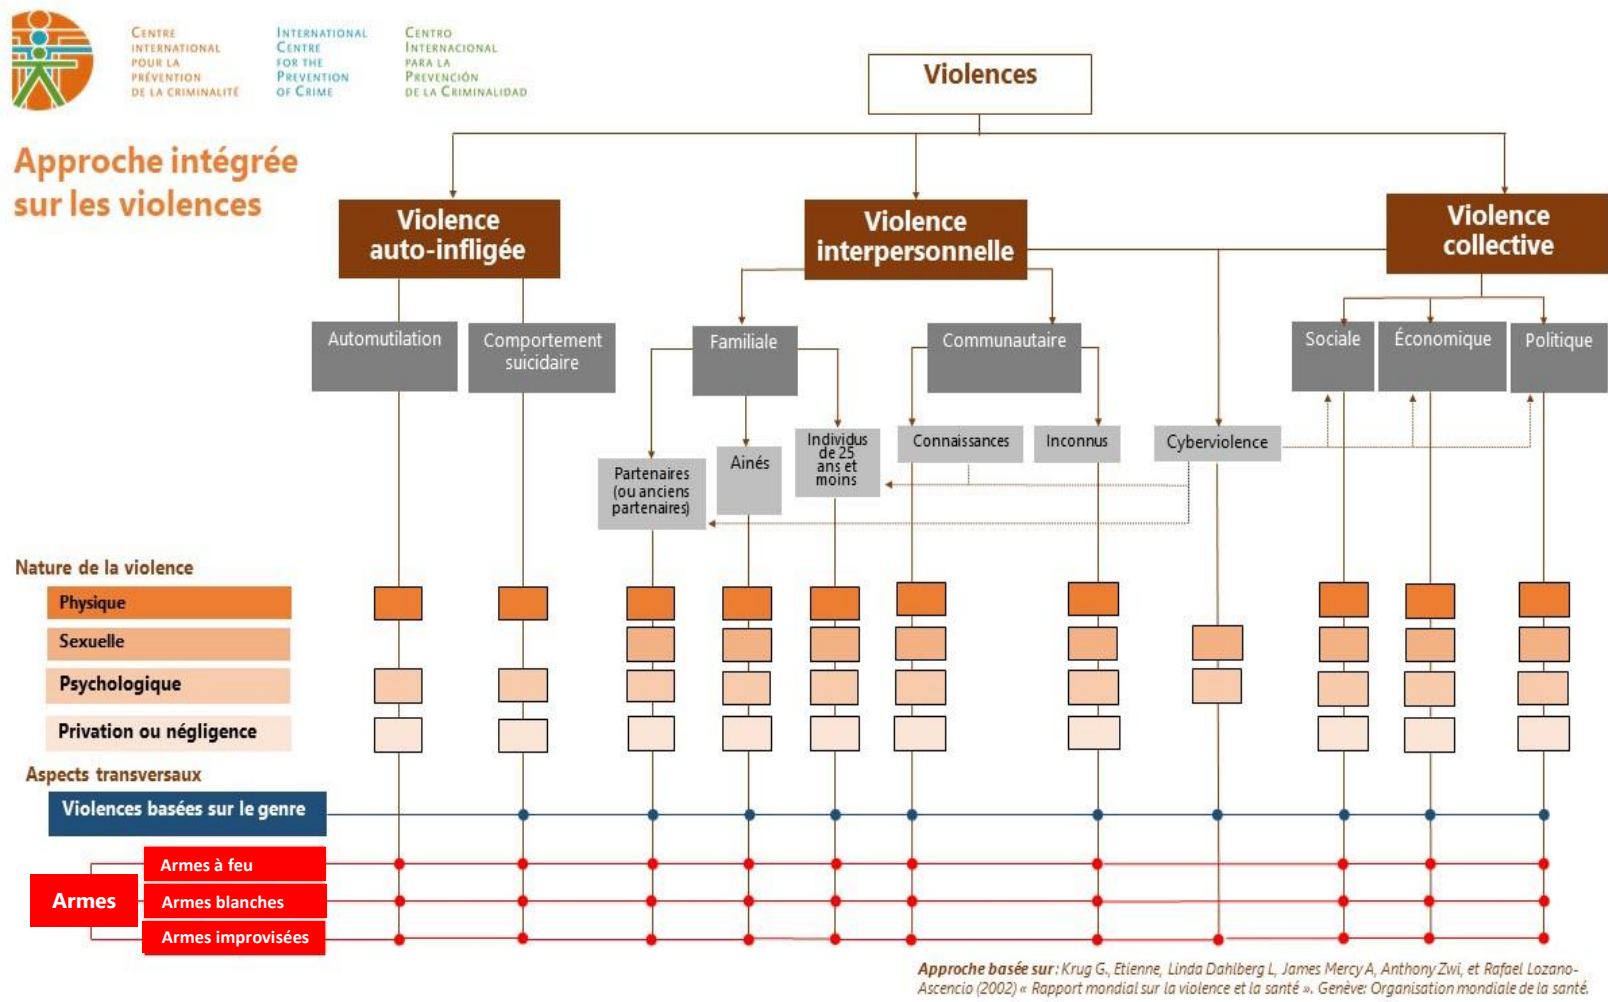 CENTRE
INTERNATIONAL
POUR LA
PRÉVENTION
DE LA CRIMINALITÉ
INTERNATIONAL
CENTRE
FOR THE
PREVENTION
OF CRIME
CENTRO
INTERNACIONAL
PARA LA
PREVENCIÓN
DE LA CRIMINALIDAD
Approche intégrée
sur les violences
Violences
Violence
auto-infligée
Violence
interpersonnelle
Violence
collective
Automutilation
Comportement
suicidaire
Familiale
Communautaire
Sociale
Économique
Politique
Partenaires
(ou anciens
partenaires)
Ainés
Individus
de 25
ans et
moins
Connaissances
Inconnus
Cyberviolence
Nature de la violence
Physique
Sexuelle
Psychologique
Privation ou négligence
Aspects transversaux
Violences basées sur le genre
Armes
Armes à feu
Armes blanches
Armes improvisées
Approche basée sur : Krug G., Etienne, Linda Dahlberg L, James Mercy A, Anthony Zwi, et Rafael Lozano-
Ascencio (2002) « Rapport mondial sur la violence et la santé ». Genève: Organisation mondiale de la santé.